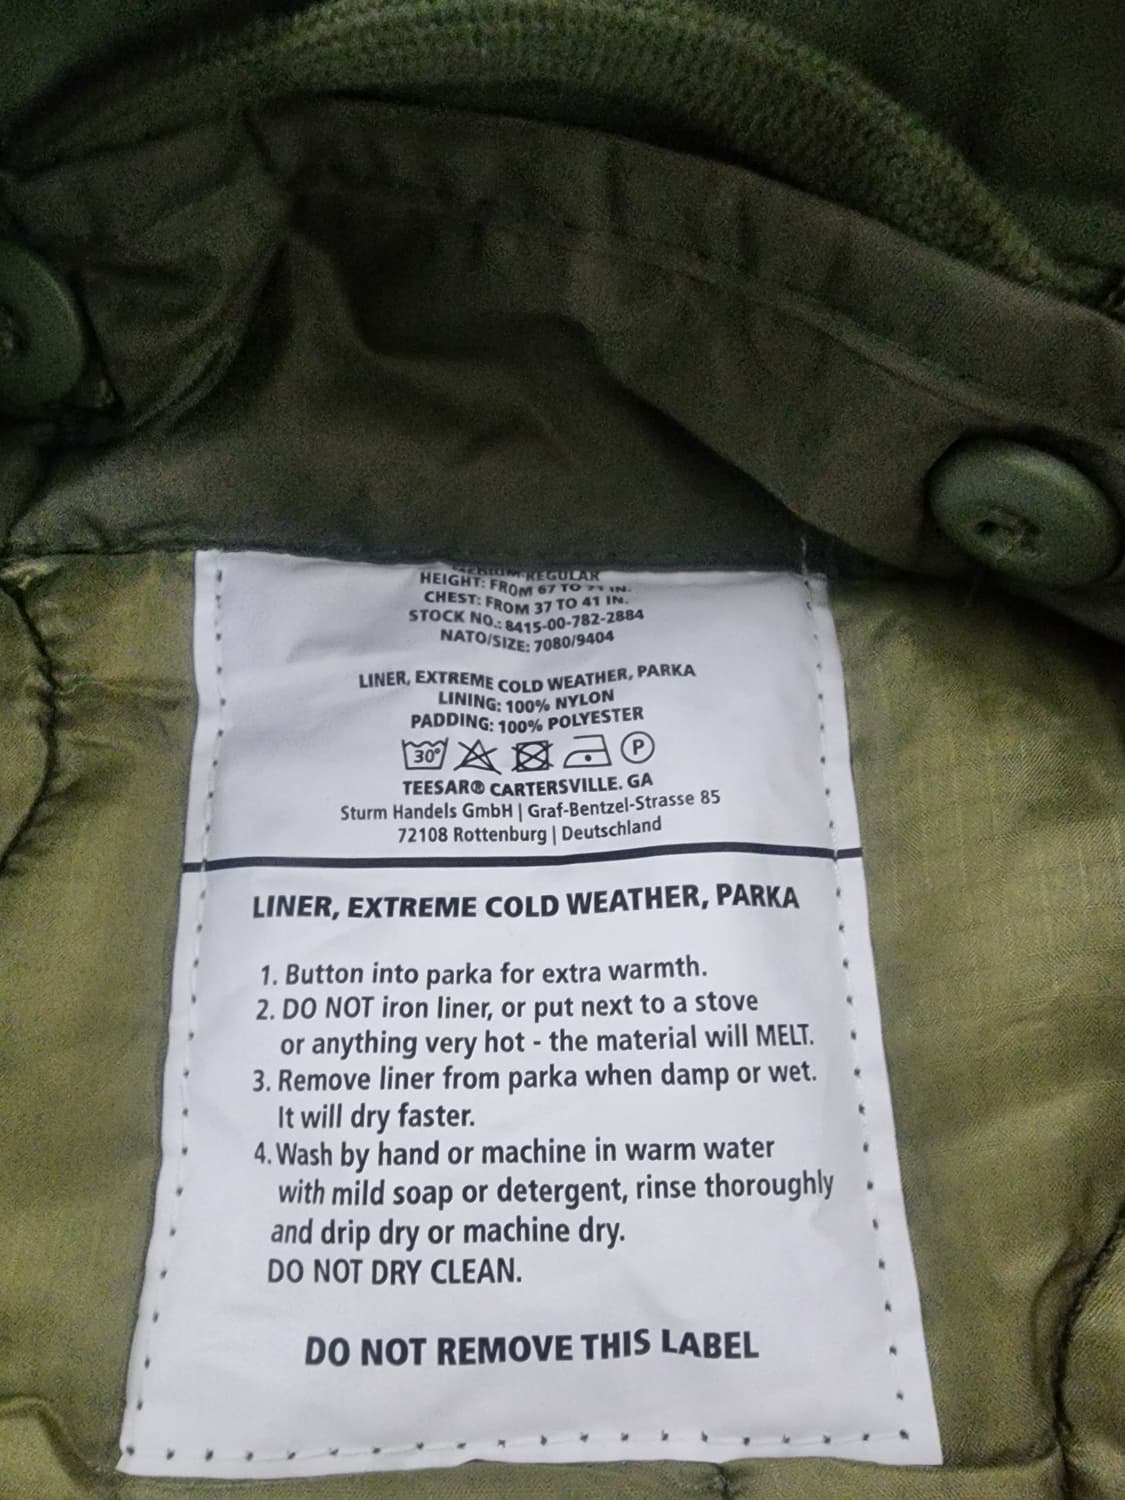 MEDIUM-REGULAR
HEIGHT: FROM 67 TO 71 IN.
CHEST: FROM 37 TO 41 IN.
STOCK NO.: 8415-00-782-2884
NATO/SIZE: 7080/9404
LINER, EXTREME COLD WEATHER, PARKA
LINING: 100% NYLON
PADDING: 100% POLYESTER
30° P
TEESAR® CARTERSVILLE. GA
Sturm Handels GmbH | Graf-Bentzel-Strasse 85
72108 Rottenburg | Deutschland
LINER, EXTREME COLD WEATHER, PARKA
1. Button into parka for extra warmth.
2. DO NOT iron liner, or put next to a stove
or anything very hot - the material will MELT.
3. Remove liner from parka when damp or wet.
It will dry faster.
4. Wash by hand or machine in warm water
with mild soap or detergent, rinse thoroughly
and drip dry or machine dry.
DO NOT DRY CLEAN.
DO NOT REMOVE THIS LABEL